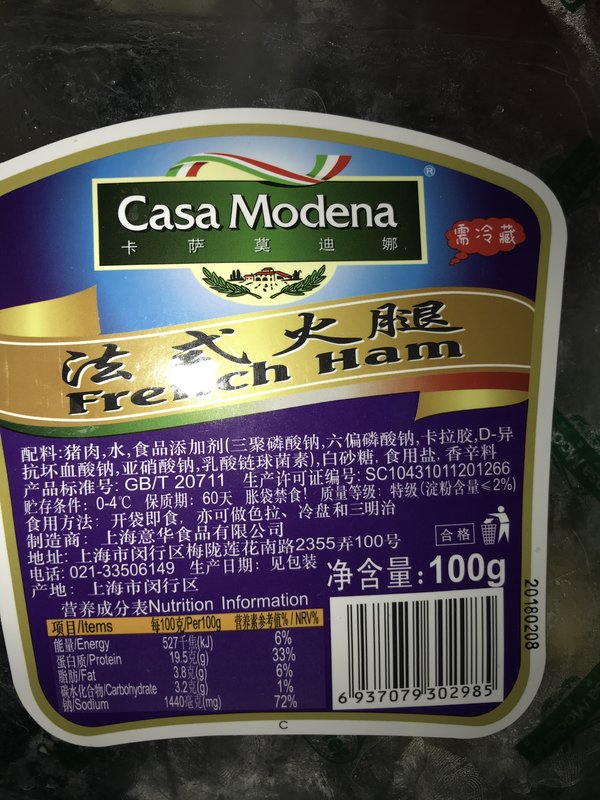 Casa Modena ®
卡 萨 莫 迪 娜
需冷藏
法式火腿
French Ham
配料:猪肉,水,食品添加剂(三聚磷酸钠,六偏磷酸钠,卡拉胶,D-异
抗坏血酸钠,亚硝酸钠,乳酸链球菌素),白砂糖,食用盐,香辛料
产品标准号: GB/T 20711 生产许可证编号: SC10431011201266
贮存条件: 0-4℃ 保质期: 60天 胀袋禁食! 质量等级: 特级(淀粉含量≤2%)
食用方法: 开袋即食, 亦可做色拉、冷盘和三明治
制造商: 上海意华食品有限公司
地址: 上海市闵行区梅陇莲花南路2355弄100号
电话: 021-33506149 生产日期: 见包装
产地: 上海市闵行区
合格
净含量:100g
营养成分表Nutrition Information
项目/Items 每100克/Per100g 营养素参考值% / NRV%
能量/Energy 527千焦(kJ) 6%
蛋白质/Protein 19.5克(g) 33%
脂肪/Fat 3.8克(g) 6%
碳水化合物/Carbohydrate 3.2克(g) 1%
钠/Sodium 1440毫克(mg) 72%
6 937079 302985
20180208
C